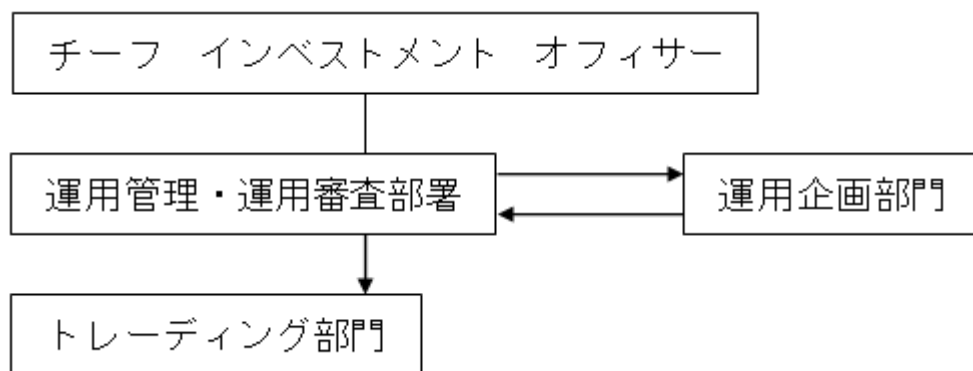 チーフ　インベストメント　オフィサー
運用管理・運用審査部署
運用企画部門
トレーディング部門